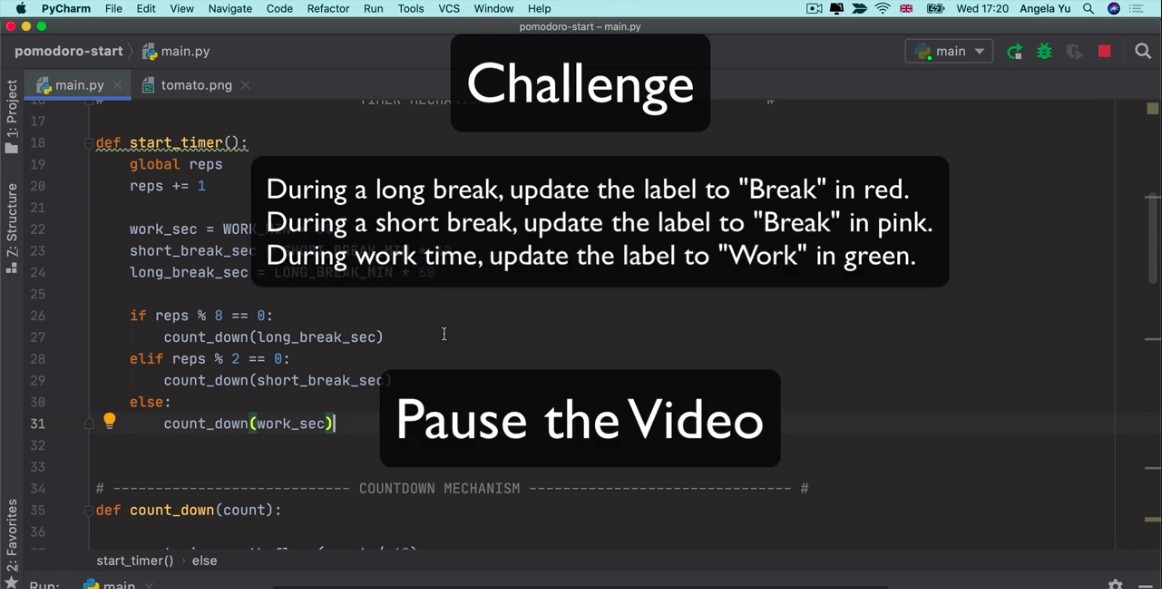 PyCharm File Edit View Navigate Code Refactor Run Tools VCS Window Help Wed 17:20 Angela Yu
pomodoro-start – main.py
pomodoro-start main.py main
main.py tomato.png
1: Project
Z: Structure
2: Favorites
Challenge
During a long break, update the label to "Break" in red.
During a short break, update the label to "Break" in pink.
During work time, update the label to "Work" in green.
Pause the Video
17
18 def start_timer():
19 global reps
20 reps += 1
21
22 work_sec = WORK_
23 short_break_sec
24 long_break_sec = LONG_BREAK_MIN * 60
25
26 if reps % 8 == 0:
27 count_down(long_break_sec)
28 elif reps % 2 == 0:
29 count_down(short_break_sec)
30 else:
31 count_down(work_sec)
32
33
34 # --------------------------- COUNTDOWN MECHANISM ------------------------------- #
35 def count_down(count):
36
start_timer() › else
Run: main